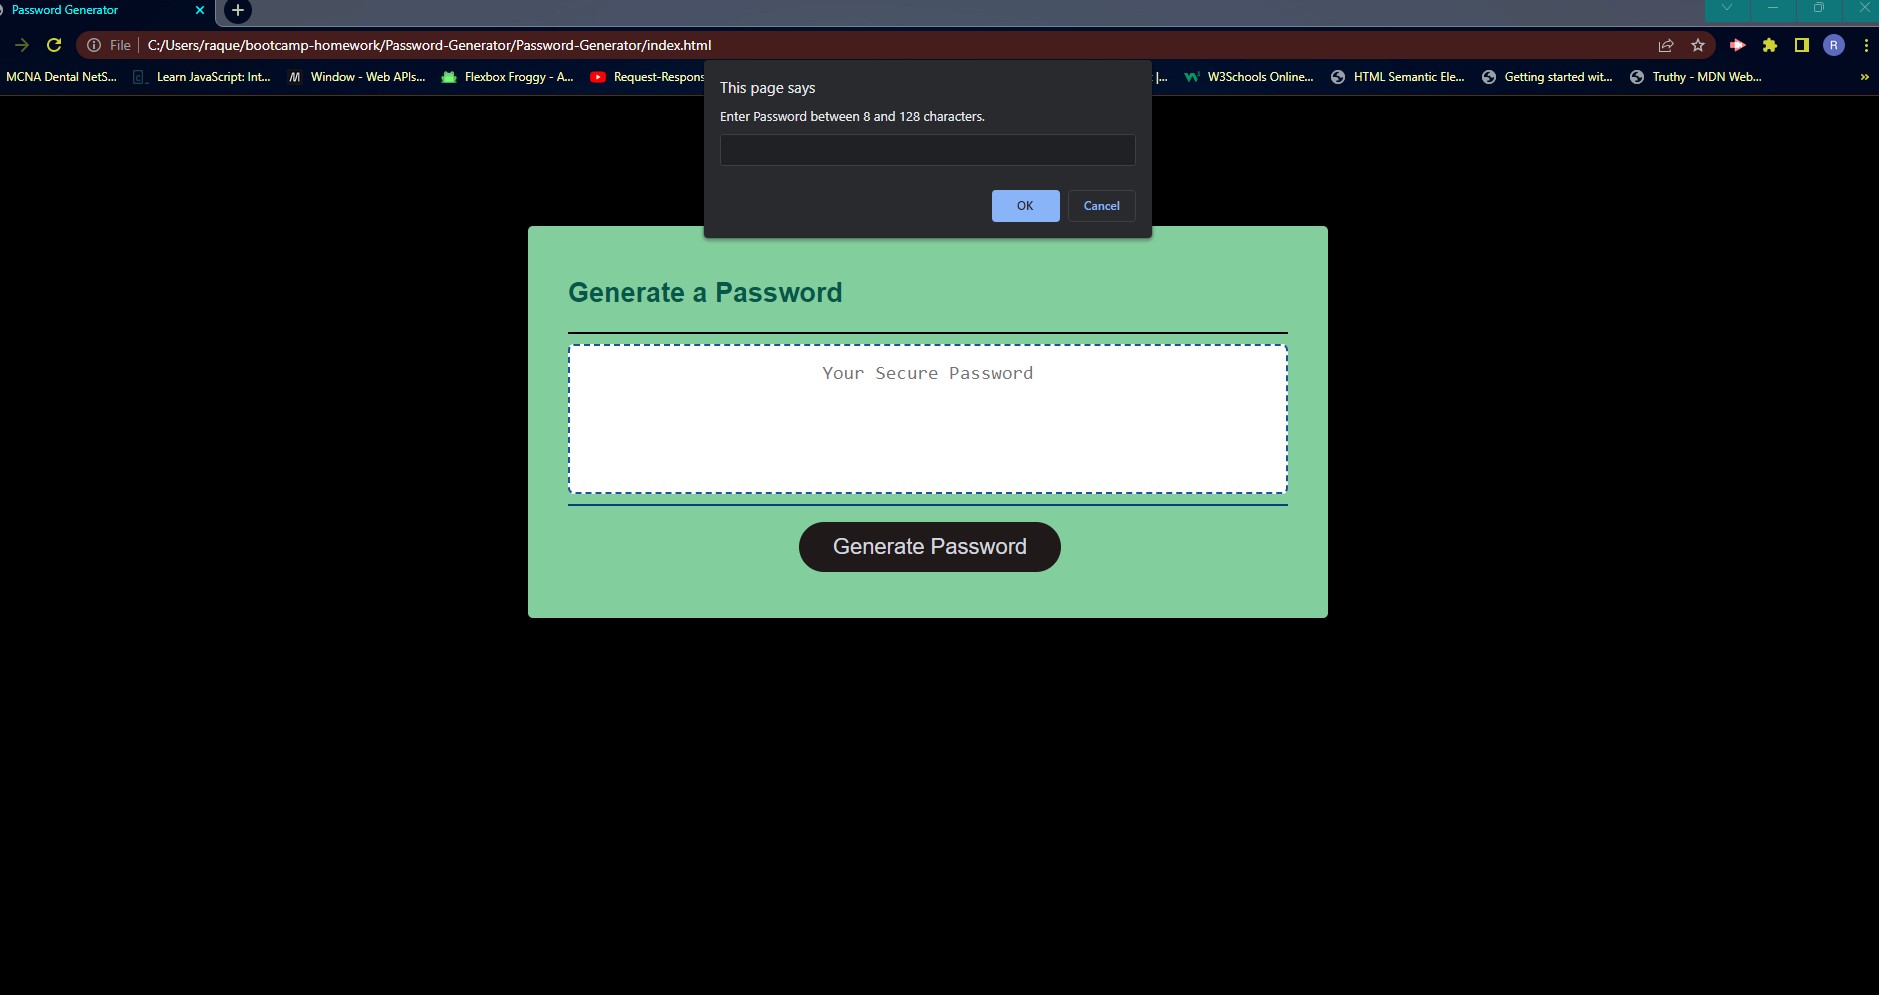 Password Generator
File
C:/Users/raque/bootcamp-homework/Password-Generator/Password-Generator/index.html
R
MCNA Dental NetS...
Learn JavaScript: Int...
Window - Web APIs...
Flexbox Froggy - A...
Request-Respons
|...
W3Schools Online...
HTML Semantic Ele...
Getting started wit...
Truthy - MDN Web...
»
This page says
Enter Password between 8 and 128 characters.
OK
Cancel
Generate a Password
Your Secure Password
Generate Password